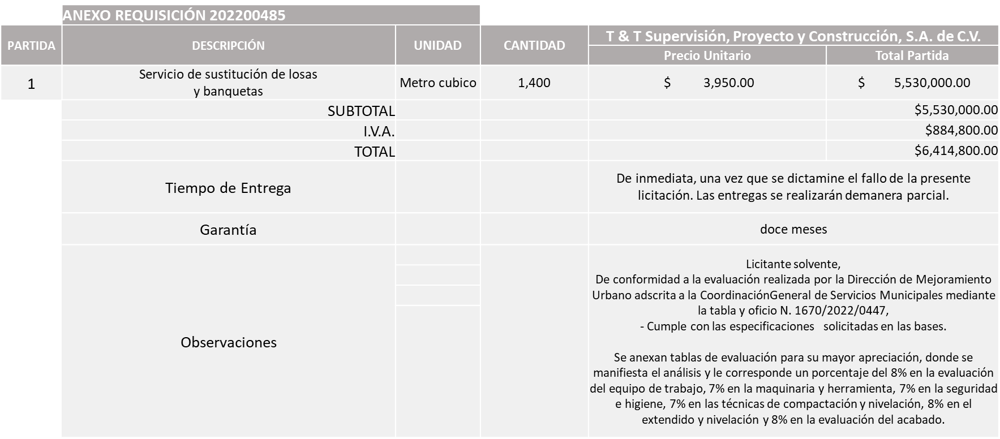 ANEXO REQUISICIÓN 202200485
PARTIDA DESCRIPCIÓN UNIDAD CANTIDAD T & T Supervisión, Proyecto y Construcción, S.A. de C.V.
Precio Unitario Total Partida
1 Servicio de sustitución de losas
y banquetas Metro cubico 1,400 $ 3,950.00 $ 5,530,000.00
SUBTOTAL $5,530,000.00
I.V.A. $884,800.00
TOTAL $6,414,800.00
Tiempo de Entrega
De inmediata, una vez que se dictamine el fallo de la presente
licitación. Las entregas se realizarán demanera parcial.
Garantía doce meses
Observaciones
Licitante solvente,
De conformidad a la evaluación realizada por la Dirección de Mejoramiento
Urbano adscrita a la CoordinaciónGeneral de Servicios Municipales mediante
la tabla y oficio N. 1670/2022/0447,
- Cumple con las especificaciones solicitadas en las bases.
Se anexan tablas de evaluación para su mayor apreciación, donde se
manifiesta el análisis y le corresponde un porcentaje del 8% en la evaluación
del equipo de trabajo, 7% en la maquinaria y herramienta, 7% en la seguridad
e higiene, 7% en las técnicas de compactación y nivelación, 8% en el
extendido y nivelación y 8% en la evaluación del acabado.